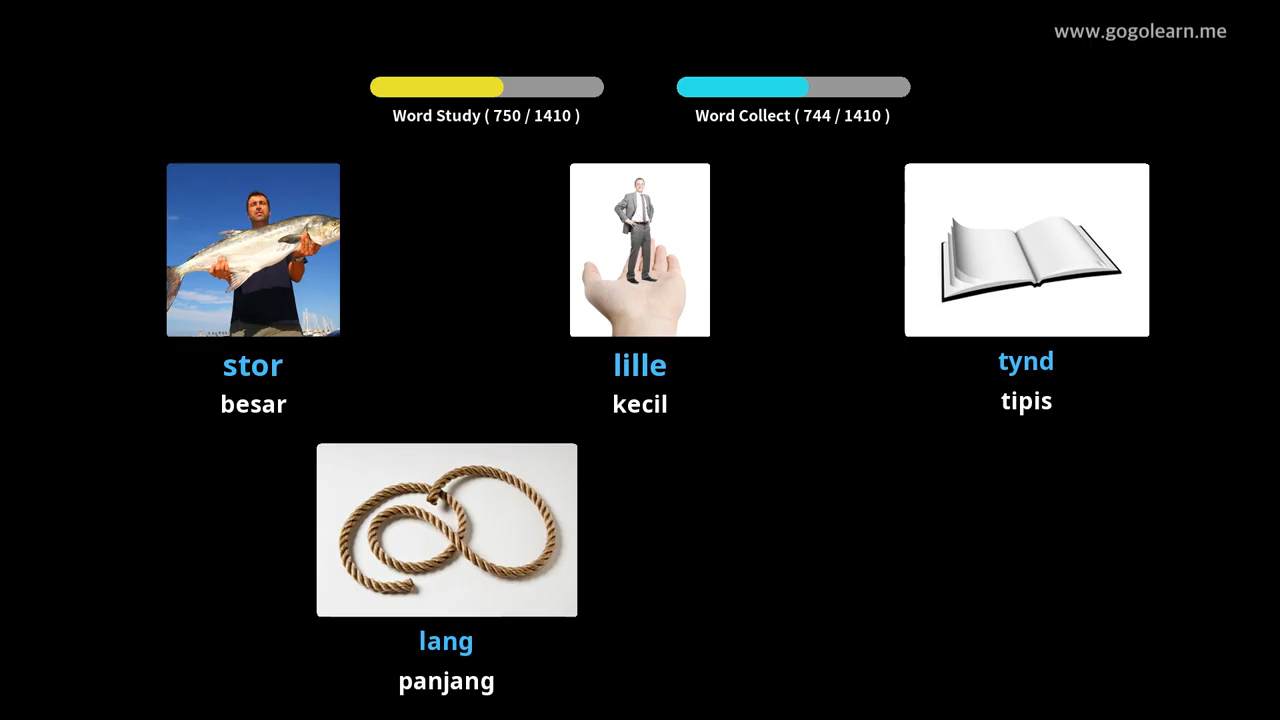 www.gogolearn.me
Word Study ( 750 / 1410 )
Word Collect ( 744 / 1410 )
stor
besar
lille
kecil
tynd
tipis
lang
panjang